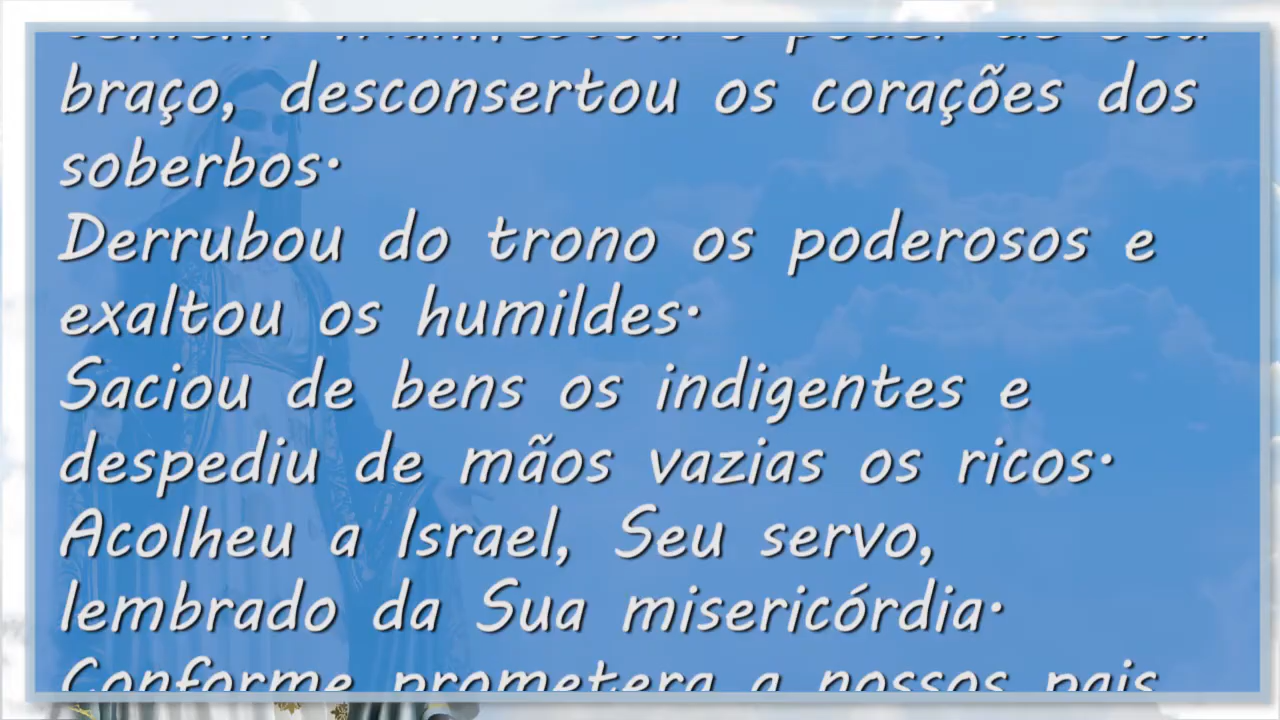 braço, desconsertou os corações dos
soberbos.
Derrubou do trono os poderosos e
exaltou os humildes.
Saciou de bens os indigentes e
despediu de mãos vazias os ricos.
Acolheu a Israel, Seu servo,
lembrado da Sua misericórdia.
Conforme prometera a nossos pais